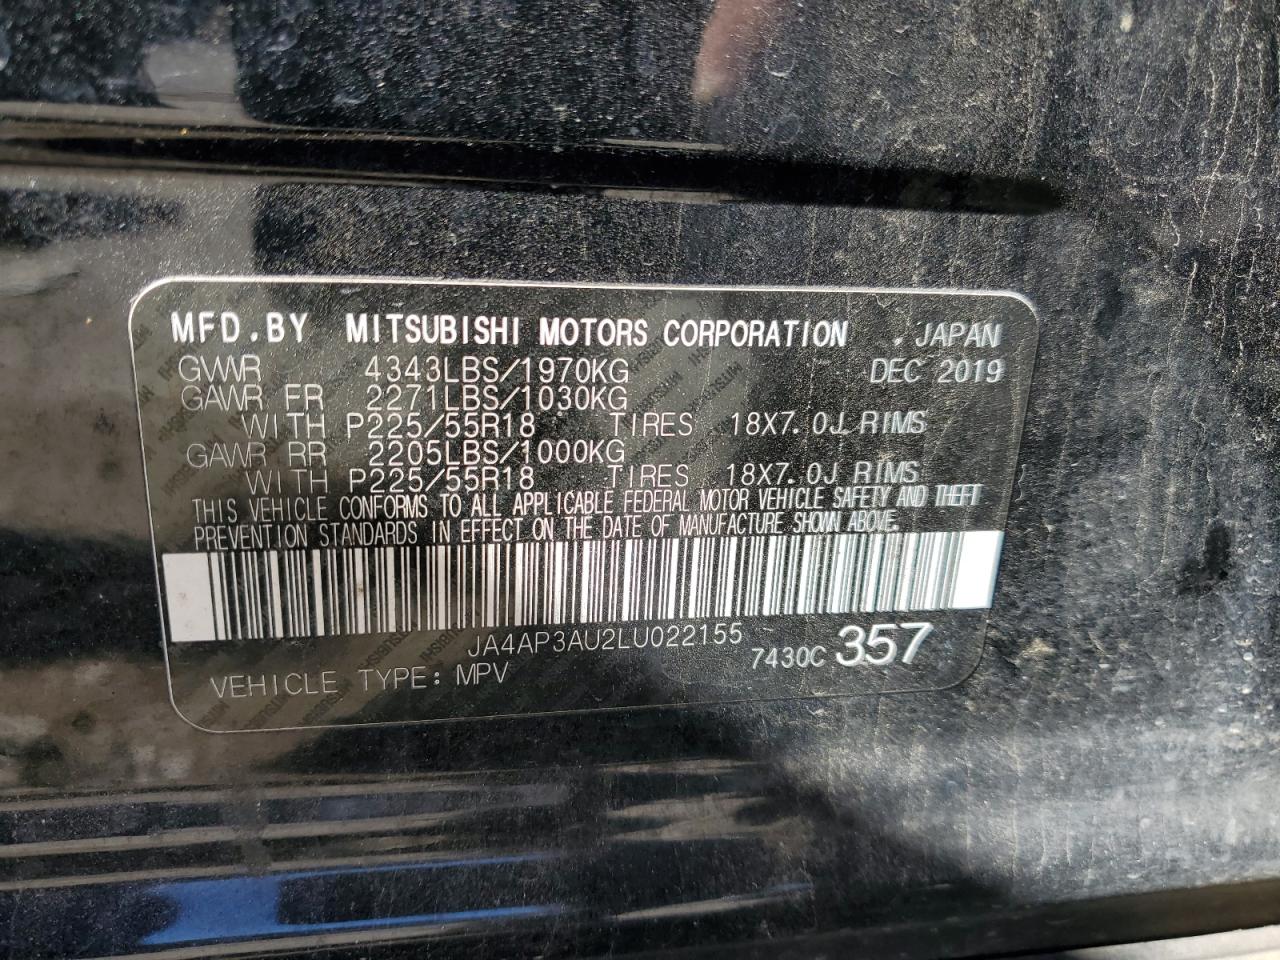 MFD.BY MITSUBISHI MOTORS CORPORATION .JAPAN
GVWR 4343LBS/1970KG DEC 2019
GAWR FR 2271LBS/1030KG
WITH P225/55R18 TIRES 18X7.0J RIMS
GAWR RR 2205LBS/1000KG
WITH P225/55R18 TIRES 18X7.0J RIMS
THIS VEHICLE CONFORMS TO ALL APPLICABLE FEDERAL MOTOR VEHICLE SAFETY AND THEFT
PREVENTION STANDARDS IN EFFECT ON THE DATE OF MANUFACTURE SHOWN ABOVE.
JA4AP3AU2LU022155
7430C 357
VEHICLE TYPE: MPV